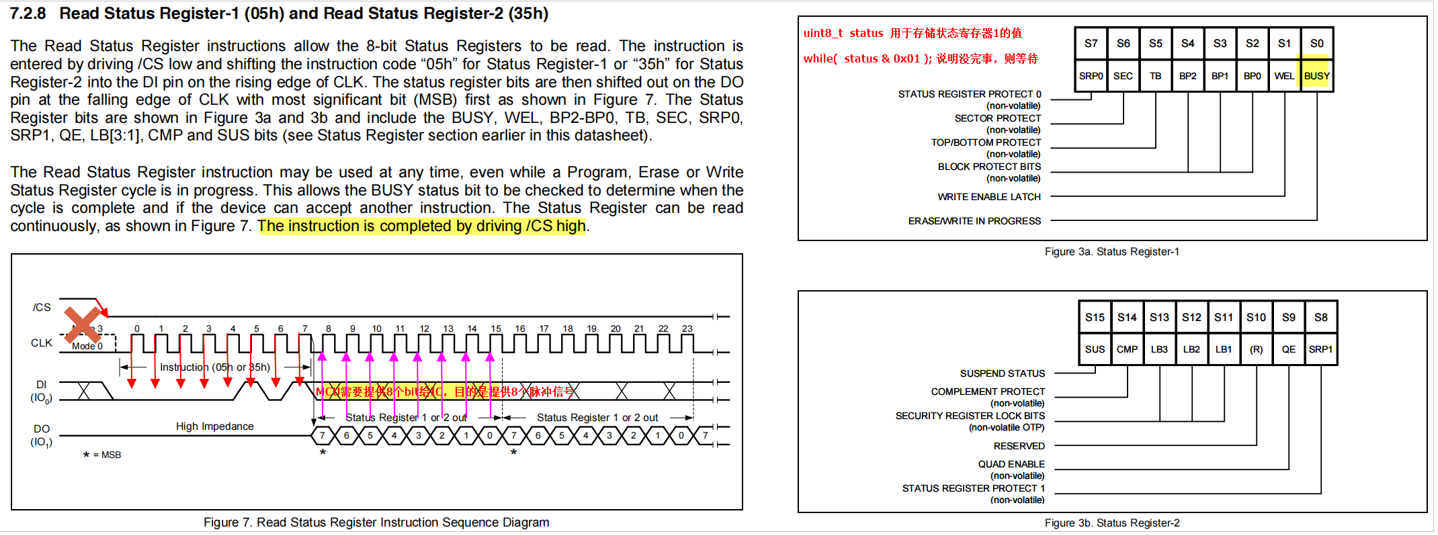 7.2.8 Read Status Register-1 (05h) and Read Status Register-2 (35h)
The Read Status Register instructions allow the 8-bit Status Registers to be read. The instruction is
entered by driving /CS low and shifting the instruction code “05h” for Status Register-1 or “35h” for Status
Register-2 into the DI pin on the rising edge of CLK. The status register bits are then shifted out on the DO
pin at the falling edge of CLK with most significant bit (MSB) first as shown in Figure 7. The Status
Register bits are shown in Figure 3a and 3b and include the BUSY, WEL, BP2-BP0, TB, SEC, SRP0,
SRP1, QE, LB[3:1], CMP and SUS bits (see Status Register section earlier in this datasheet).
The Read Status Register instruction may be used at any time, even while a Program, Erase or Write
Status Register cycle is in progress. This allows the BUSY status bit to be checked to determine when the
cycle is complete and if the device can accept another instruction. The Status Register can be read
continuously, as shown in Figure 7. The instruction is completed by driving /CS high.
/CS
3
0 1 2 3 4 5 6 7 8 9 10 11 12 13 14 15 16 17 18 19 20 21 22 23
CLK
Mode 0
Instruction (05h or 35h)
DI
(IO0)
MCU需要提供8个bit给IC，目的是提供8个脉冲信号
Status Register 1 or 2 out
Status Register 1 or 2 out
High Impedance
DO
(IO1)
7 6 5 4 3 2 1 0 7 6 5 4 3 2 1 0 7
* *
* = MSB
Figure 7. Read Status Register Instruction Sequence Diagram
uint8_t status 用于存储状态寄存器1的值
while( status & 0x01 ); 说明没完事，则等待
S7 S6 S5 S4 S3 S2 S1 S0
SRP0 SEC TB BP2 BP1 BP0 WEL BUSY
STATUS REGISTER PROTECT 0
(non-volatile)
SECTOR PROTECT
(non-volatile)
TOP/BOTTOM PROTECT
(non-volatile)
BLOCK PROTECT BITS
(non-volatile)
WRITE ENABLE LATCH
ERASE/WRITE IN PROGRESS
Figure 3a. Status Register-1
S15 S14 S13 S12 S11 S10 S9 S8
SUS CMP LB3 LB2 LB1 (R) QE SRP1
SUSPEND STATUS
COMPLEMENT PROTECT
(non-volatile)
SECURITY REGISTER LOCK BITS
(non-volatile OTP)
RESERVED
QUAD ENABLE
(non-volatile)
STATUS REGISTER PROTECT 1
(non-volatile)
Figure 3b. Status Register-2